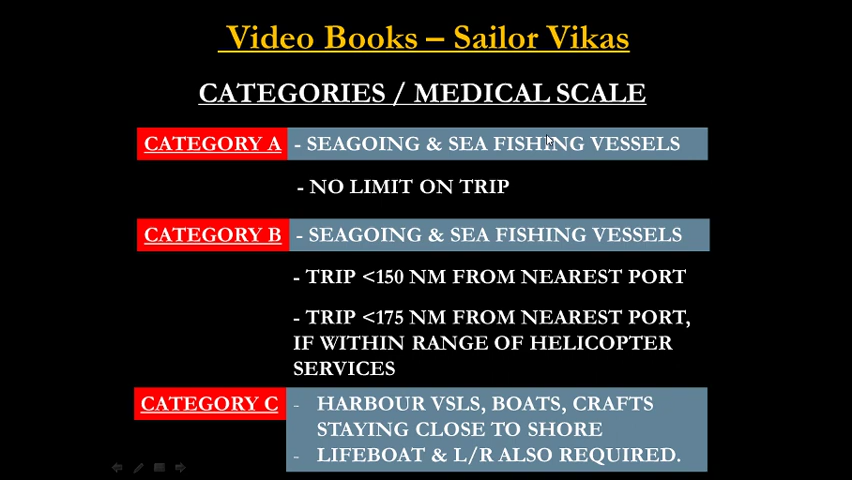 Video Books – Sailor Vikas
CATEGORIES / MEDICAL SCALE
CATEGORY A - SEAGOING & SEA FISHING VESSELS
- NO LIMIT ON TRIP
CATEGORY B - SEAGOING & SEA FISHING VESSELS
- TRIP <150 NM FROM NEAREST PORT
- TRIP <175 NM FROM NEAREST PORT,
IF WITHIN RANGE OF HELICOPTER
SERVICES
CATEGORY C - HARBOUR VSLS, BOATS, CRAFTS
STAYING CLOSE TO SHORE
- LIFEBOAT & L/R ALSO REQUIRED.